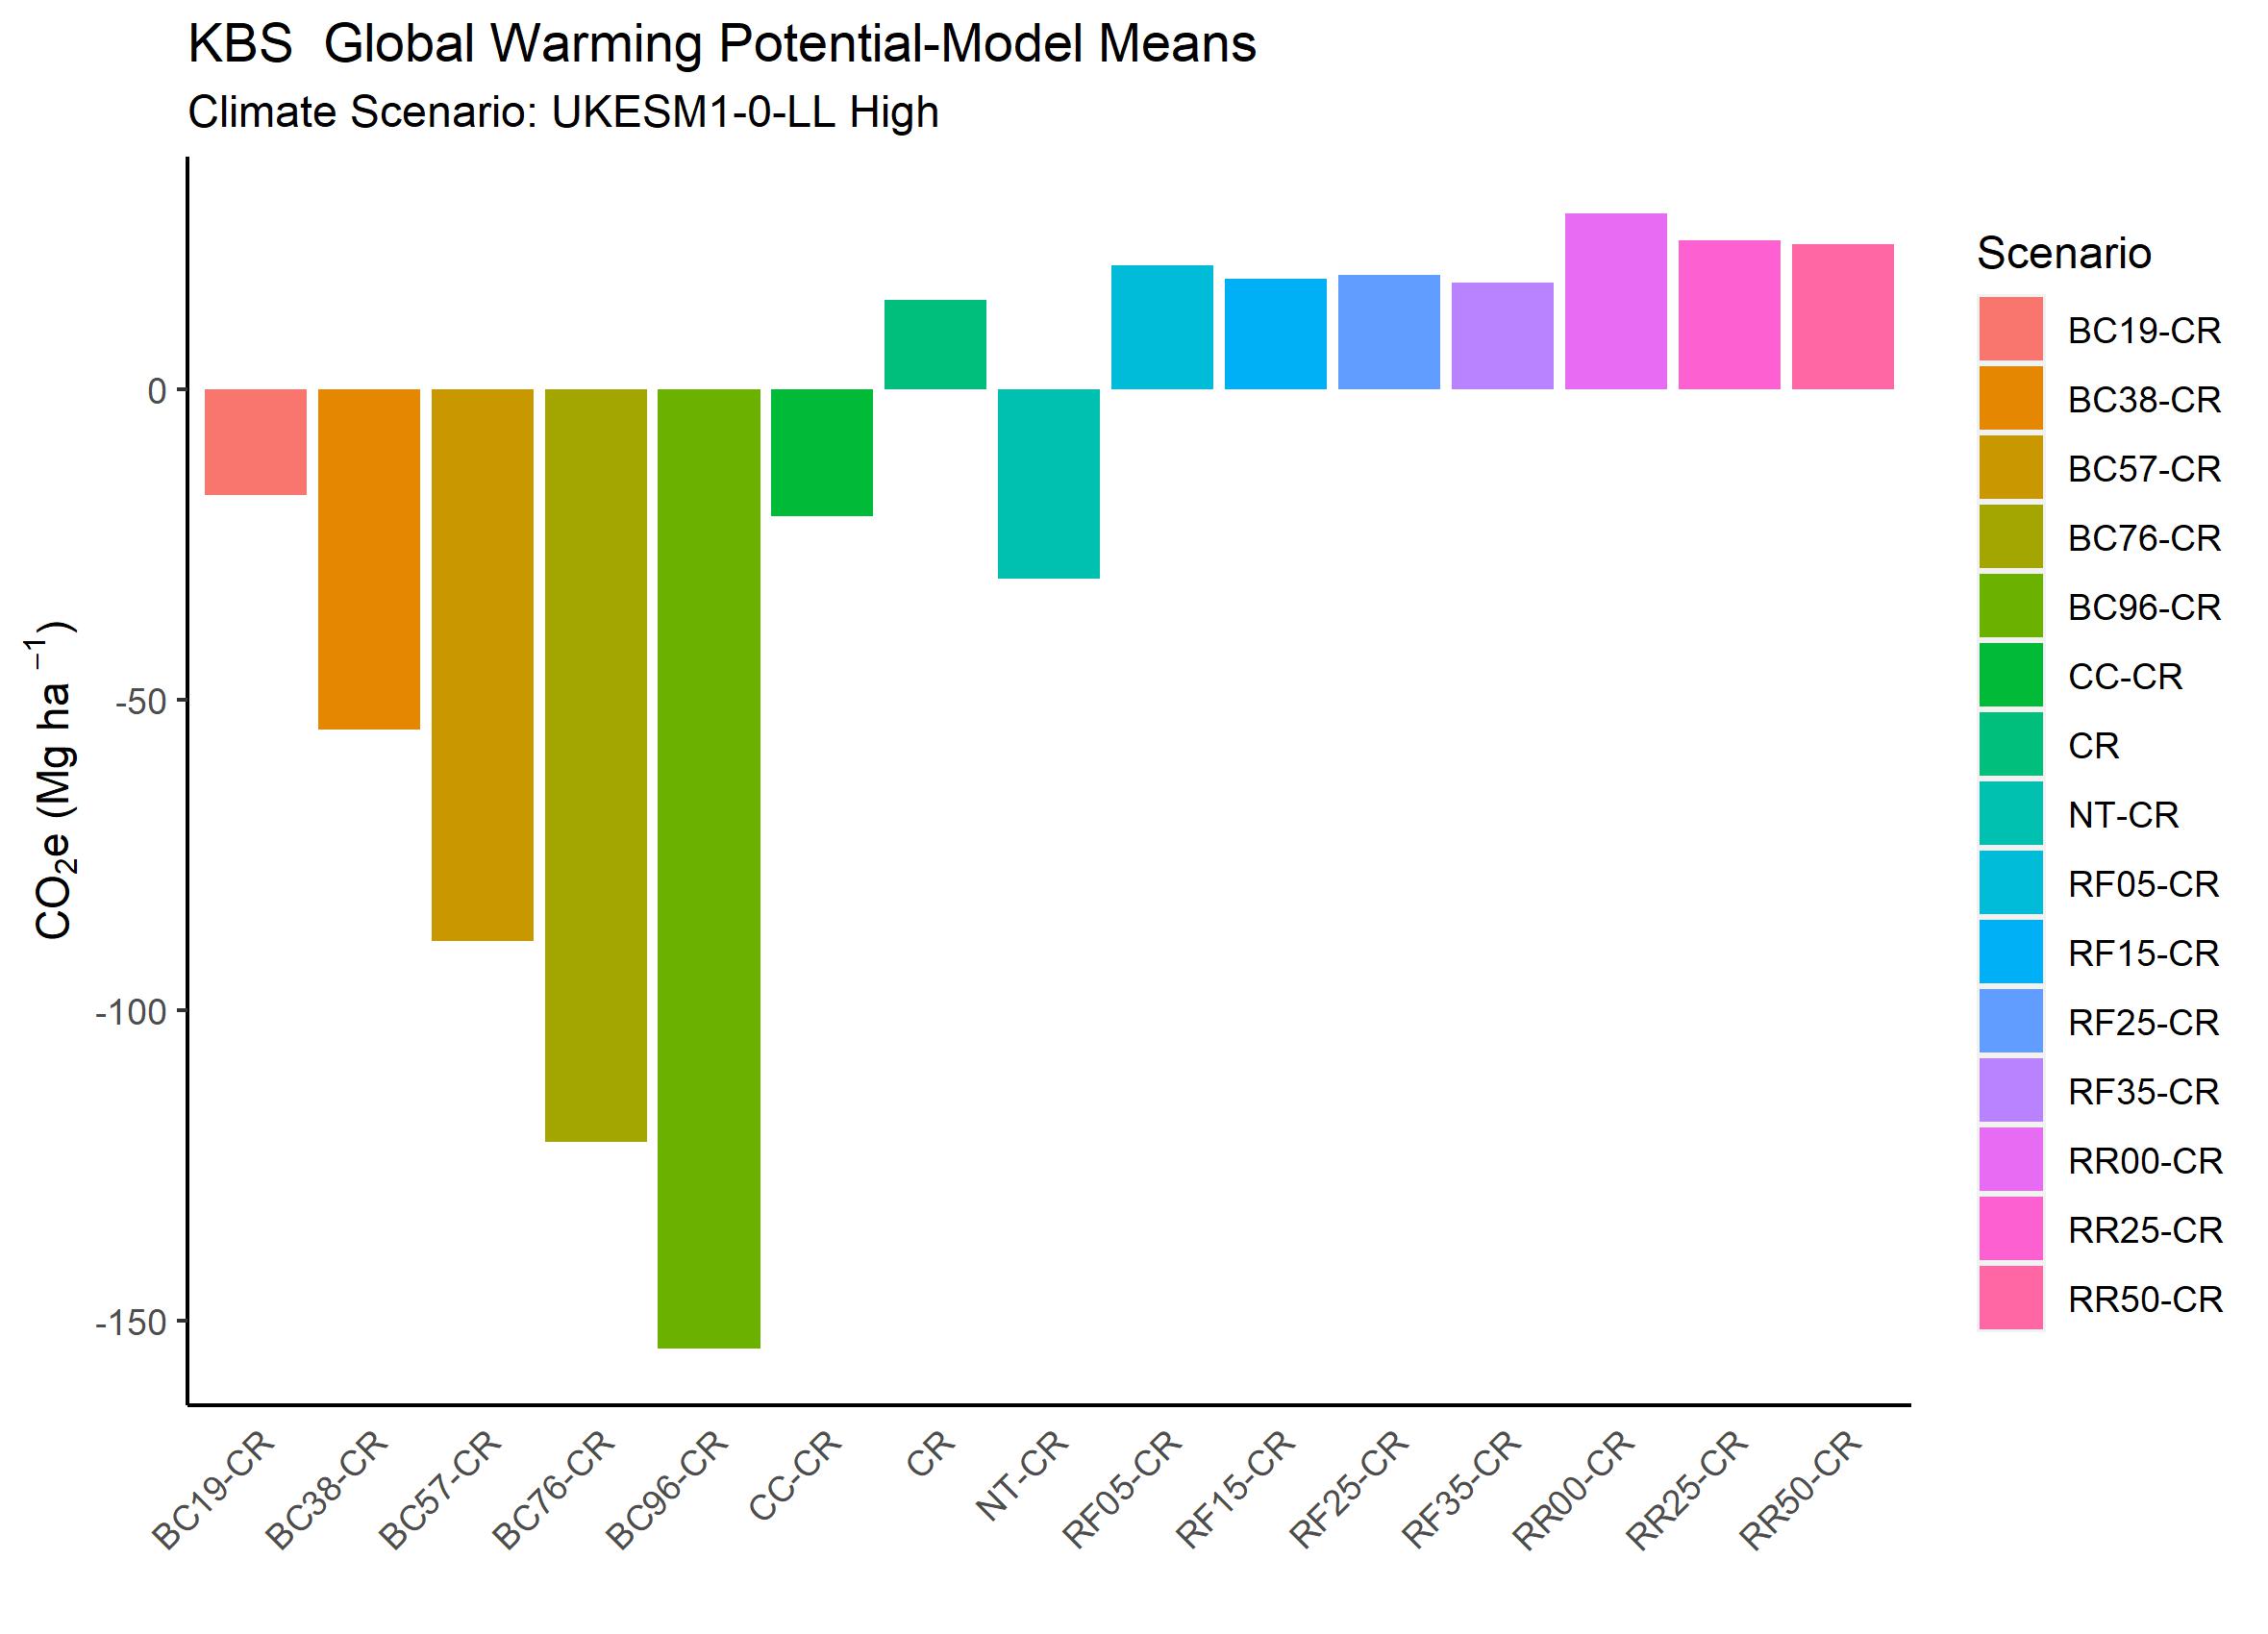 KBS  Global Warming Potential-Model Means
Climate Scenario: UKESM1-0-LL High
CO₂e (Mg ha ⁻¹)
0
-50
-100
-150
BC19-CR
BC38-CR
BC57-CR
BC76-CR
BC96-CR
CC-CR
CR
NT-CR
RF05-CR
RF15-CR
RF25-CR
RF35-CR
RR00-CR
RR25-CR
RR50-CR
Scenario
BC19-CR
BC38-CR
BC57-CR
BC76-CR
BC96-CR
CC-CR
CR
NT-CR
RF05-CR
RF15-CR
RF25-CR
RF35-CR
RR00-CR
RR25-CR
RR50-CR